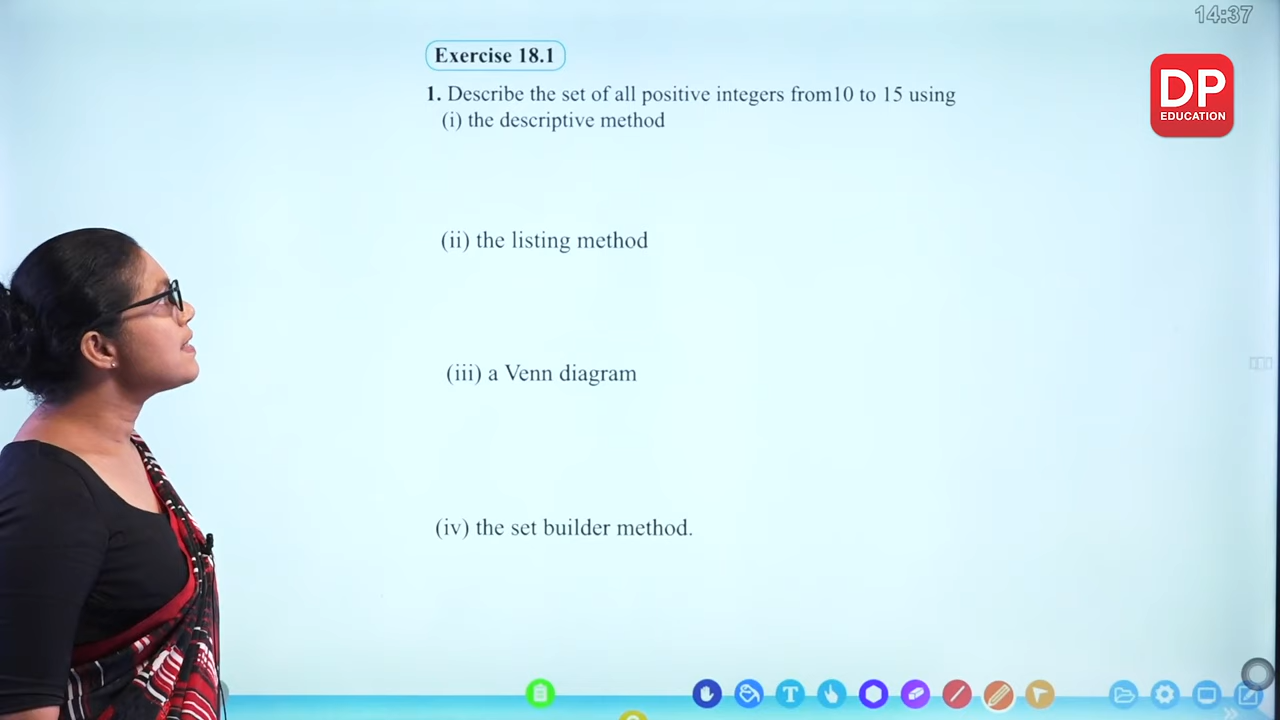 14:37
Exercise 18.1
DP
EDUCATION
1. Describe the set of all positive integers from10 to 15 using
(i) the descriptive method
(ii) the listing method
(iii) a Venn diagram
(iv) the set builder method.
T